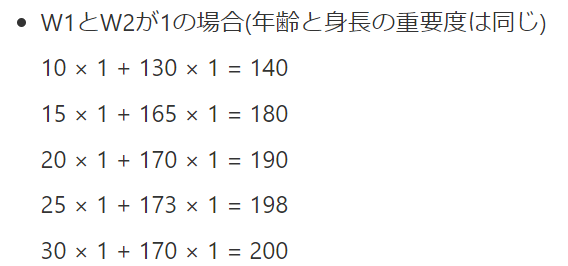 • W1とW2が1の場合(年齢と身長の重要度は同じ)
10 × 1 + 130 × 1 = 140
15 × 1 + 165 × 1 = 180
20 × 1 + 170 × 1 = 190
25 × 1 + 173 × 1 = 198
30 × 1 + 170 × 1 = 200